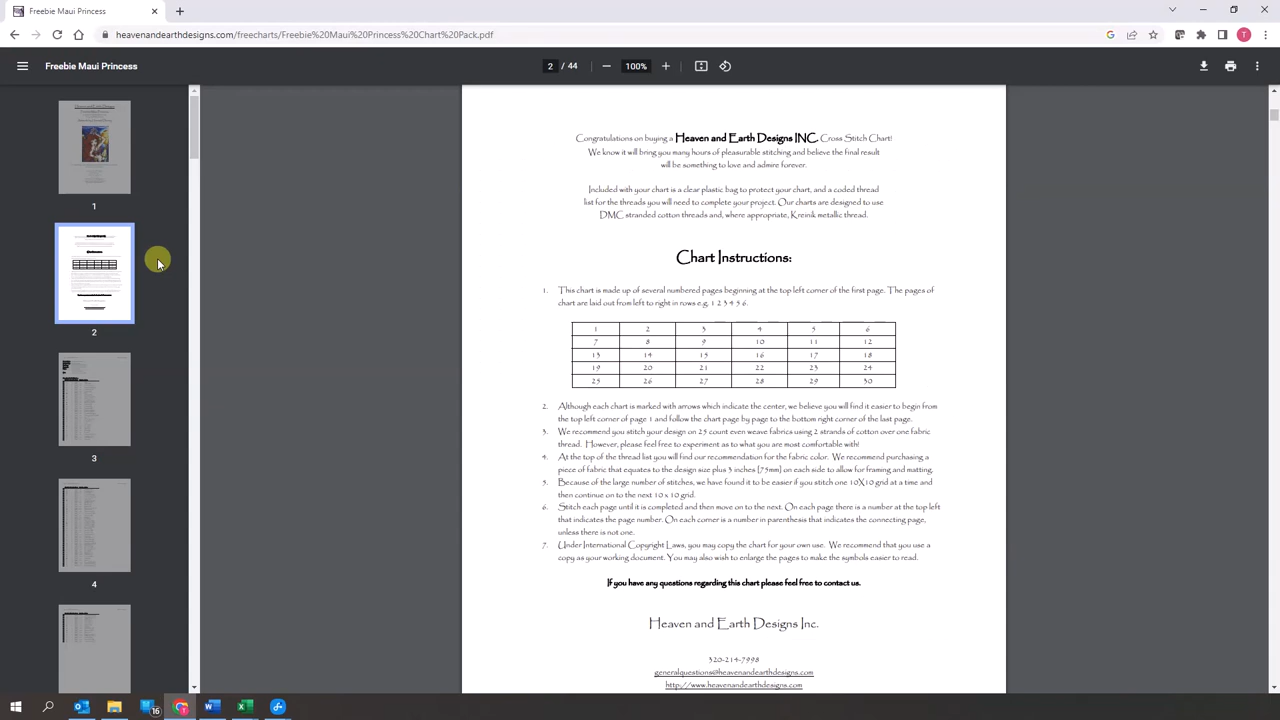 Freebie Maui Princess
heavenandearthdesigns.com/freecharts/Freebie%20Maui%20Princess%20Chart%20Pack.pdf
T
Freebie Maui Princess
2 / 44
100%
1
2
3
4
Congratulations on buying a Heaven and Earth Designs INC. Cross Stitch Chart!
We know it will bring you many hours of pleasurable stitching and believe the final result
will be something to love and admire forever.
Included with your chart is a clear plastic bag to protect your chart, and a coded thread
list for the threads you will need to complete your project. Our charts are designed to use
DMC stranded cotton threads and, where appropriate, Kreinik metallic thread.
Chart Instructions:
1. This chart is made up of several numbered pages beginning at the top left corner of the first page. The pages of
chart are laid out from left to right in rows e.g. 1 2 3 4 5 6.
1 2 3 4 5 6
7 8 9 10 11 12
13 14 15 16 17 18
19 20 21 22 23 24
25 26 27 28 29 30
2. Although each chart is marked with arrows which indicate the center, we believe you will find it easier to begin from
the top left corner of page 1 and follow the chart page by page to the bottom right corner of the last page.
3. We recommend you stitch your design on 25 count even weave fabrics using 2 strands of cotton over one fabric
thread. However, please feel free to experiment as to what you are most comfortable with!
4. At the top of the thread list you will find our recommendation for the fabric color. We recommend purchasing a
piece of fabric that equates to the design size plus 3 inches [75mm] on each side to allow for framing and matting.
5. Because of the large number of stitches, we have found it to be easier if you stitch one 10X10 grid at a time and
then continue on to the next 10 x 10 grid.
6. Stitch each page until it is completed and then move on to the next. On each page there is a number at the top left
that indicates the page number. On each corner is a number in parenthesis that indicates the connecting page,
unless there is not one.
7. Under International Copyright Laws, you may copy the chart for your own use. We recommend that you use a
copy as your working document. You may also wish to enlarge the pages to make the symbols easier to read.
If you have any questions regarding this chart please feel free to contact us.
Heaven and Earth Designs Inc.
320-214-7998
generalquestions@heavenandearthdesigns.com
http://www.heavenandearthdesigns.com
16